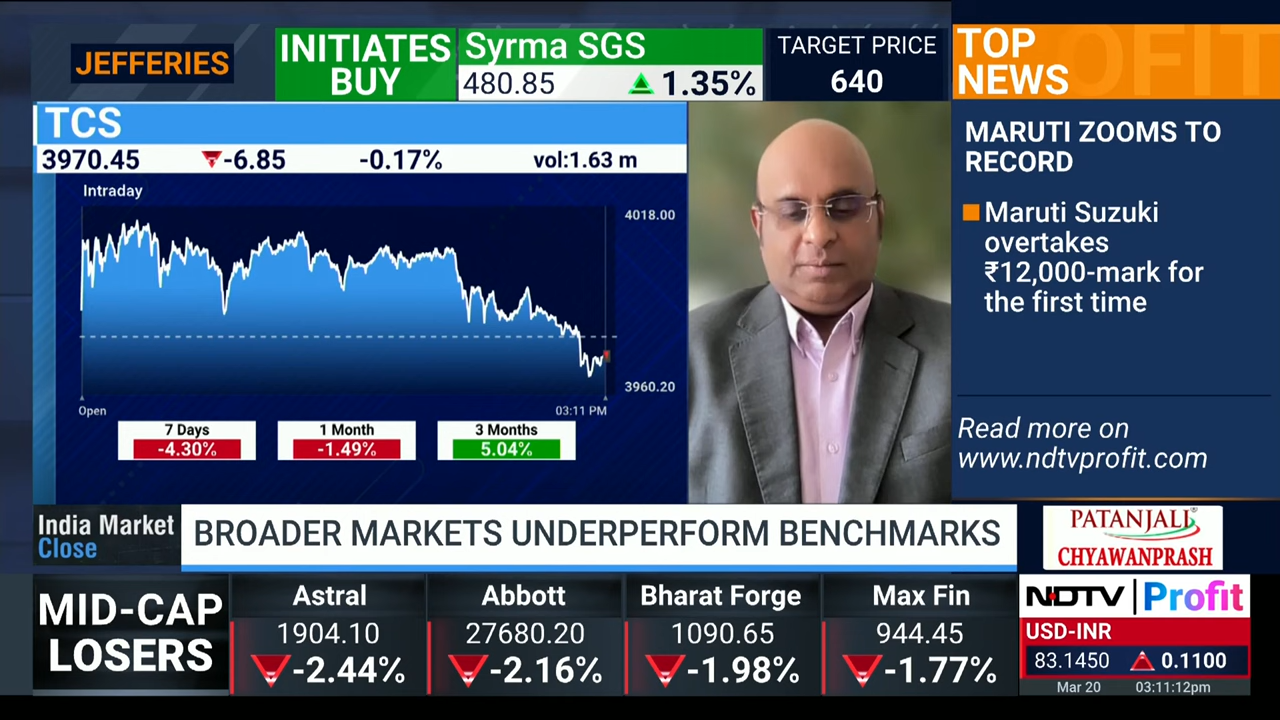 JEFFERIES
INITIATES
BUY
Syrma SGS
480.85 1.35%
TARGET PRICE
640
TOP
NEWS
TCS
3970.45 -6.85 -0.17% vol:1.63 m
Intraday
4018.00
3960.20
Open 03:11 PM
7 Days
-4.30%
1 Month
-1.49%
3 Months
5.04%
MARUTI ZOOMS TO
RECORD
Maruti Suzuki
overtakes
₹12,000-mark for
the first time
Read more on
www.ndtvprofit.com
India Market
Close
BROADER MARKETS UNDERPERFORM BENCHMARKS
PATANJALI®
CHYAWANPRASH
MID-CAP
LOSERS
Astral
1904.10
-2.44%
Abbott
27680.20
-2.16%
Bharat Forge
1090.65
-1.98%
Max Fin
944.45
-1.77%
NDTV Profit
USD-INR
83.1450 0.1100
Mar 20 03:11:12pm